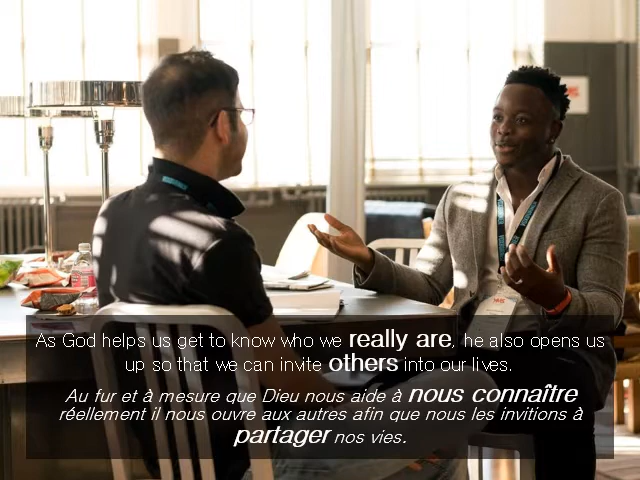 As God helps us get to know who we really are, he also opens us
up so that we can invite others into our lives.
Au fur et à mesure que Dieu nous aide à nous connaître
réellement il nous ouvre aux autres afin que nous les invitions à
partager nos vies.